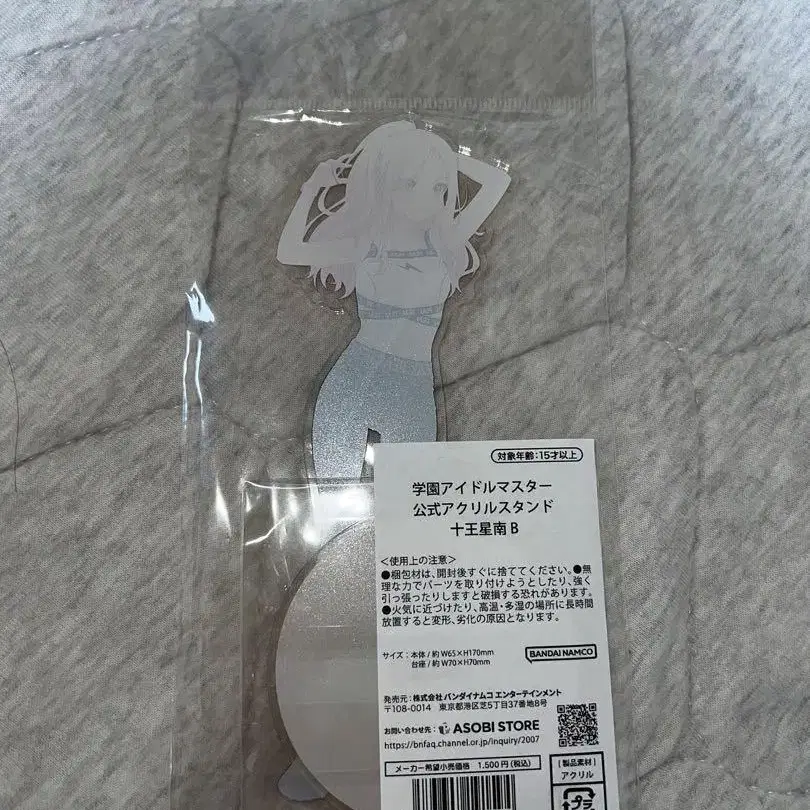 対象年齢：15才以上
学園アイドルマスター
公式アクリルスタンド
十王星南 B
＜使用上の注意＞
●梱包材は、開封後すぐに捨ててください。●無
理な力でパーツを取り付けようとしたり、強く
引っ張ったりしますと破損する恐れがあります。
●火気に近づけたり、高温・多湿の場所に長時間
放置すると変形、劣化の原因となります。
サイズ：本体 / 約 W65×H170mm
台座 / 約 W70×H70mm
BANDAI NAMCO
発売元：株式会社 バンダイナムコ エンターテインメント
〒108-0014 東京都港区芝5丁目37番地8号
お問い合わせ先： ASOBI STORE
https://bnfaq.channel.or.jp/inquiry/2007
メーカー希望小売価格 1,500円（税込）
［製品素材］
アクリル
プラ